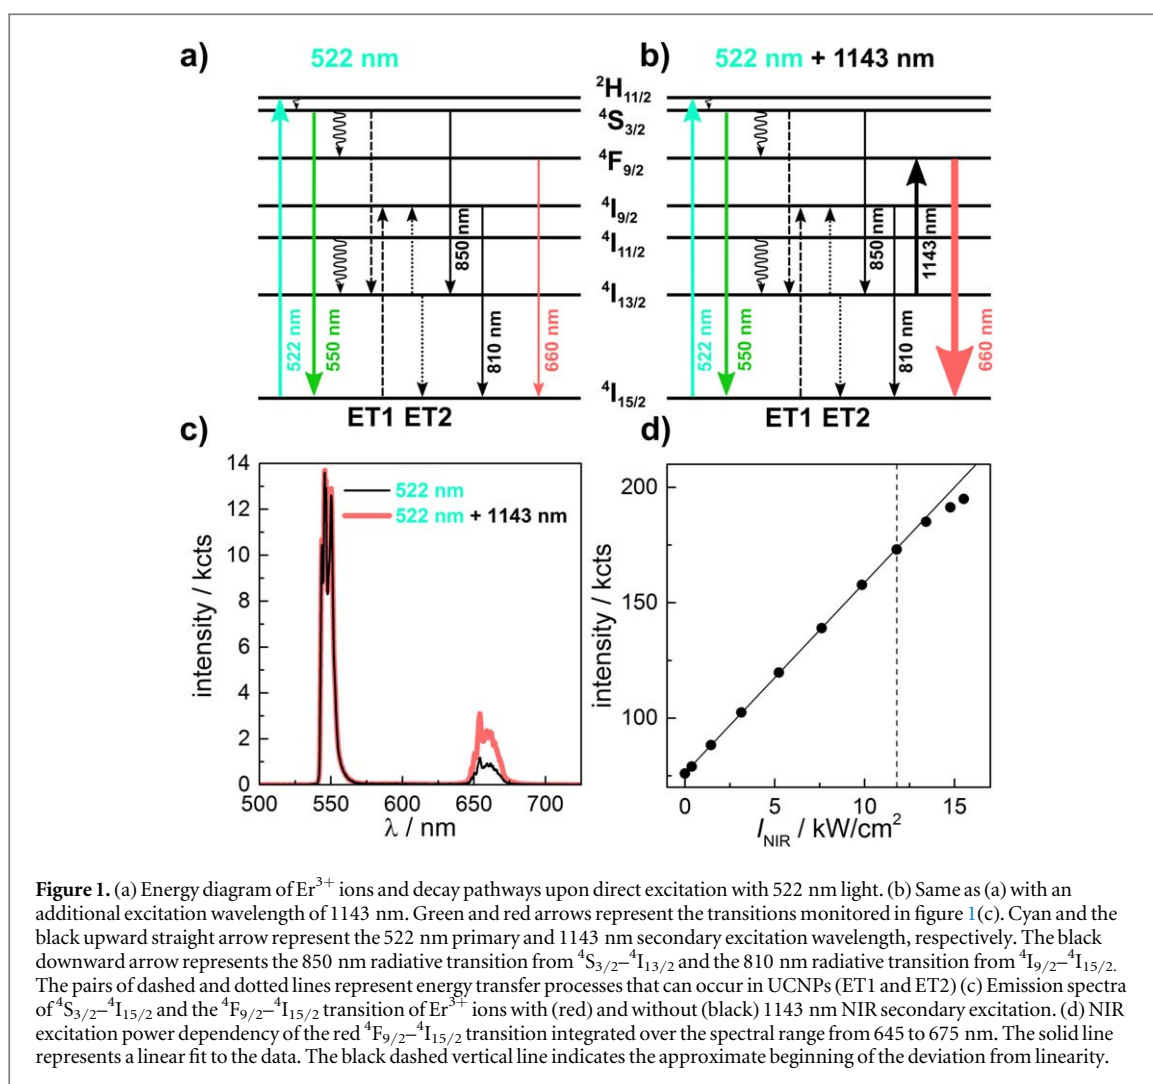 a)
522 nm
b)
522 nm + 1143 nm
²H₁₁/₂
⁴S₃/₂
⁴F₉/₂
⁴I₉/₂
⁴I₁₁/₂
⁴I₁₃/₂
⁴I₁₅/₂
522 nm
550 nm
850 nm
810 nm
660 nm
ET1 ET2
522 nm
550 nm
850 nm
810 nm
1143 nm
660 nm
ET1 ET2
c)
14
12
10
8
6
4
2
0
intensity / kcts
522 nm
522 nm + 1143 nm
500 550 600 650 700
λ / nm
d)
200
150
100
intensity / kcts
0 5 10 15
I_NIR / kW/cm²
Figure 1. (a) Energy diagram of Er³⁺ ions and decay pathways upon direct excitation with 522 nm light. (b) Same as (a) with an
additional excitation wavelength of 1143 nm. Green and red arrows represent the transitions monitored in figure 1(c). Cyan and the
black upward straight arrow represent the 522 nm primary and 1143 nm secondary excitation wavelength, respectively. The black
downward arrow represents the 850 nm radiative transition from ⁴S₃/₂–⁴I₁₃/₂ and the 810 nm radiative transition from ⁴I₉/₂–⁴I₁₅/₂.
The pairs of dashed and dotted lines represent energy transfer processes that can occur in UCNPs (ET1 and ET2) (c) Emission spectra
of ⁴S₃/₂–⁴I₁₅/₂ and the ⁴F₉/₂–⁴I₁₅/₂ transition of Er³⁺ ions with (red) and without (black) 1143 nm NIR secondary excitation. (d) NIR
excitation power dependency of the red ⁴F₉/₂–⁴I₁₅/₂ transition integrated over the spectral range from 645 to 675 nm. The solid line
represents a linear fit to the data. The black dashed vertical line indicates the approximate beginning of the deviation from linearity.